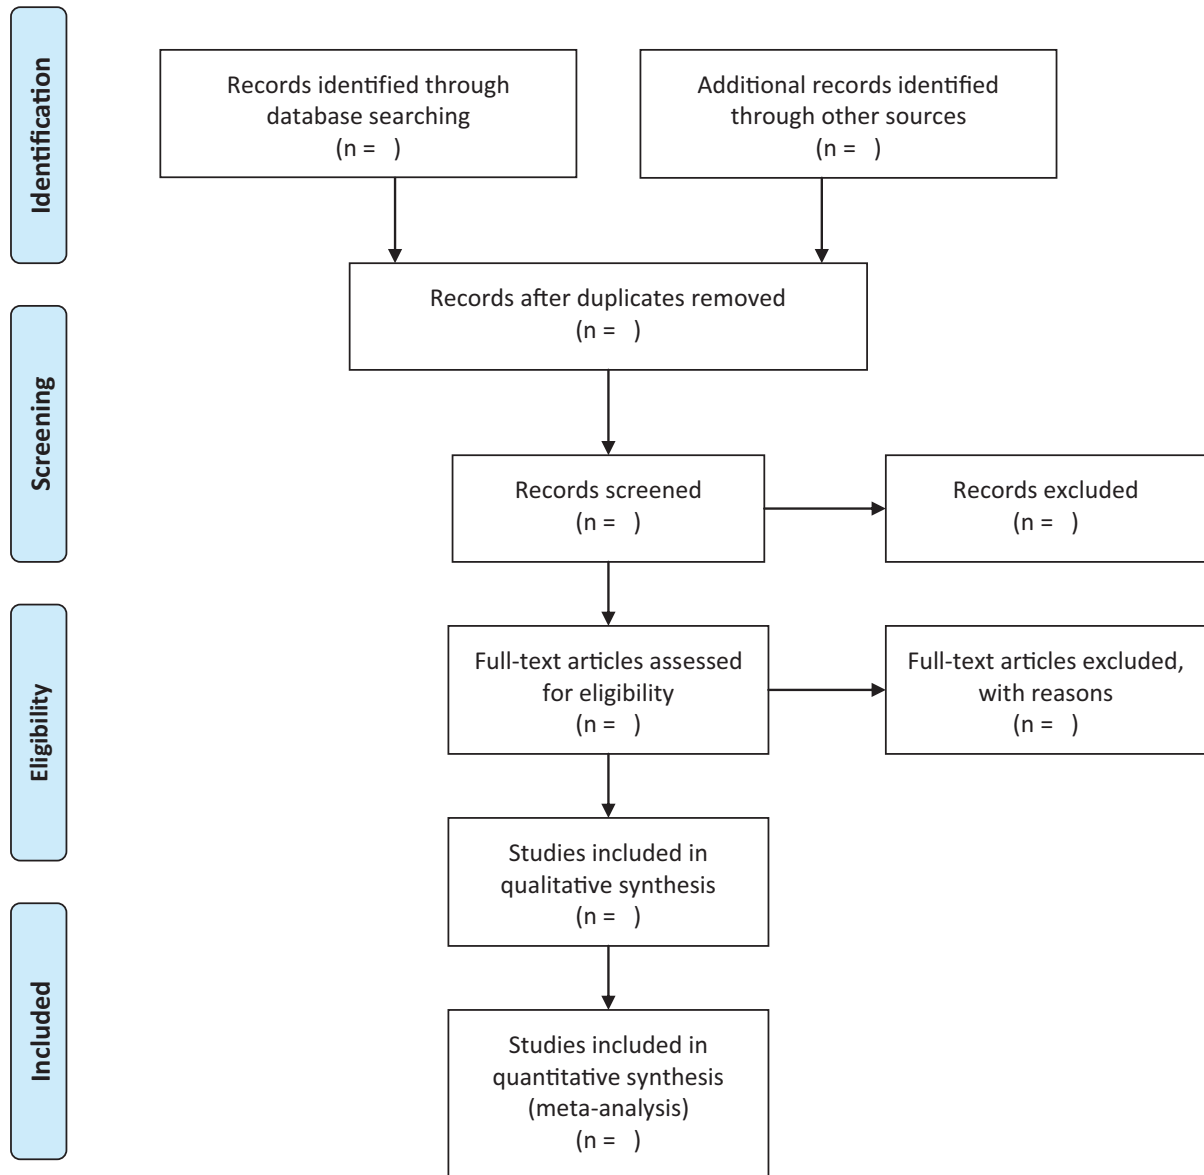 Identification
Records identified through
database searching
(n =   )
Additional records identified
through other sources
(n =   )
Records after duplicates removed
(n =   )
Screening
Records screened
(n =   )
Records excluded
(n =   )
Eligibility
Full-text articles assessed
for eligibility
(n =   )
Full-text articles excluded,
with reasons
(n =   )
Studies included in
qualitative synthesis
(n =   )
Included
Studies included in
quantitative synthesis
(meta-analysis)
(n =   )